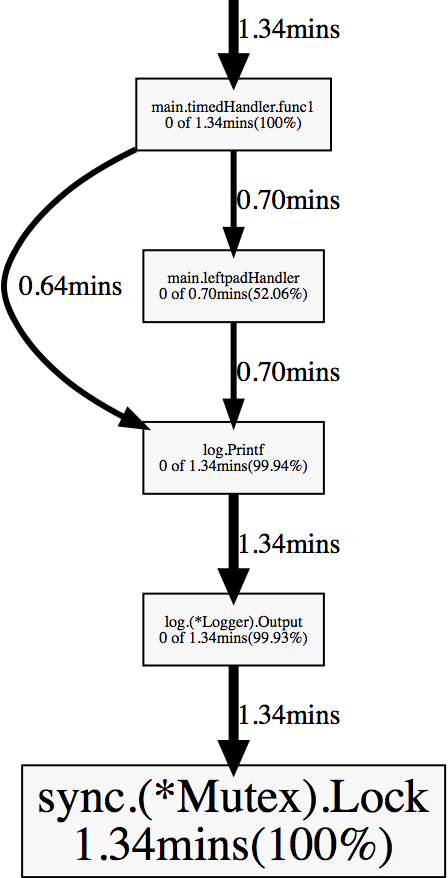 1.34mins
main.timedHandler.func1
0 of 1.34mins(100%)
0.70mins
main.leftpadHandler
0 of 0.70mins(52.06%)
0.64mins
0.70mins
log.Printf
0 of 1.34mins(99.94%)
1.34mins
log.(*Logger).Output
0 of 1.34mins(99.93%)
1.34mins
sync.(*Mutex).Lock
1.34mins(100%)